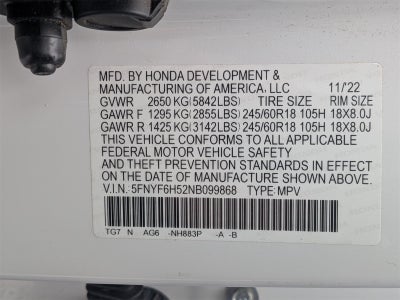 MFD. BY HONDA DEVELOPMENT &
MANUFACTURING OF AMERICA, LLC 11/'22
GVWR 2650 KG(5842LBS) TIRE SIZE RIM SIZE
GAWR F 1295 KG(2855LBS) 245/60R18 105H 18X8.0J
GAWR R 1425 KG(3142LBS) 245/60R18 105H 18X8.0J
THIS VEHICLE CONFORMS TO ALL APPLICABLE
FEDERAL MOTOR VEHICLE SAFETY
AND THEFT PREVENTION STANDARDS IN EFFECT
ON THE DATE OF MANUFACTURE SHOWN ABOVE.
V.I.N.: 5FNYF6H52NB099868 TYPE: MPV
TG7 N AG6 -NH883P -A -B